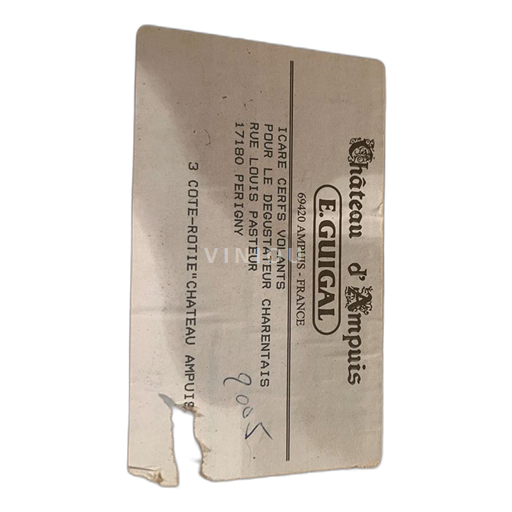 Château d'Ampuis
E.GUIGAL
69420 AMPUIS - FRANCE
ICARE CERFS VOLANTS
POUR LE DEGUSTATEUR CHARENTAIS
RUE LOUIS PASTEUR
17180 PERIGNY
2005
3 COTE-ROTIE"CHATEAU AMPUIS
VINEOU